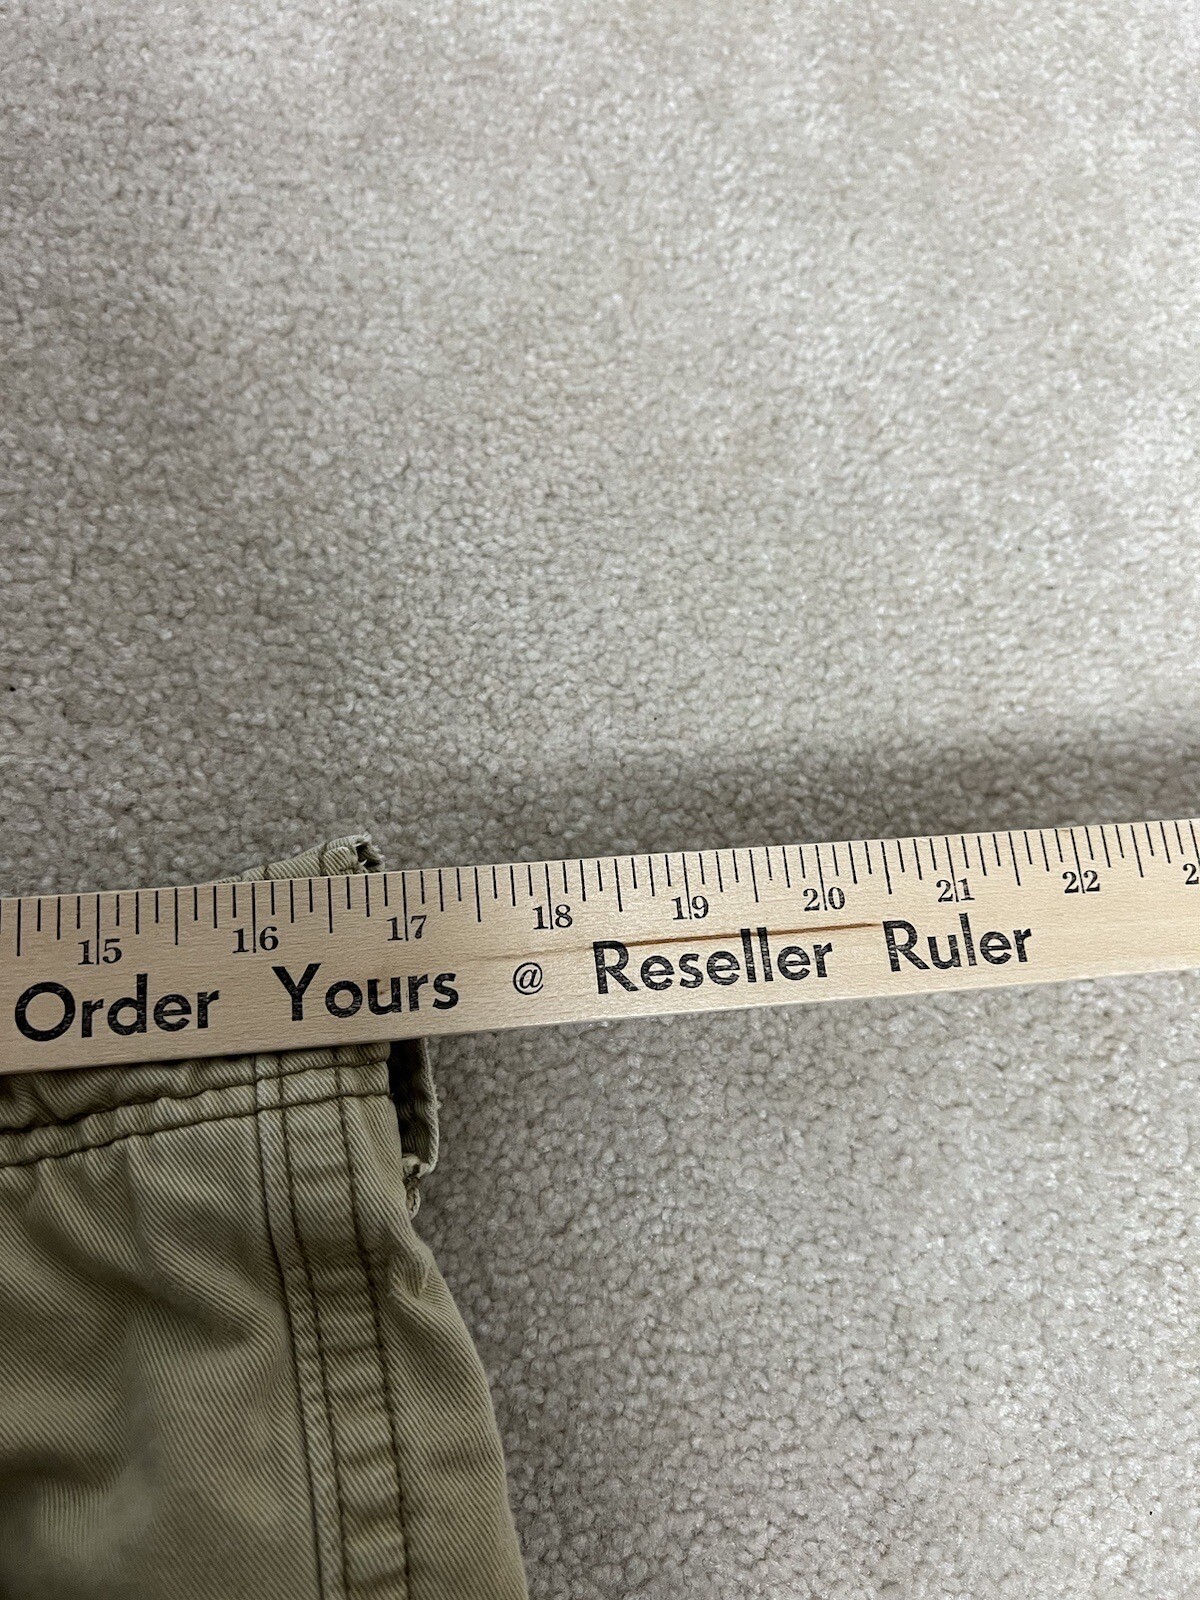 15 16 17 18 19 20 21 22
Order Yours @ Reseller Ruler